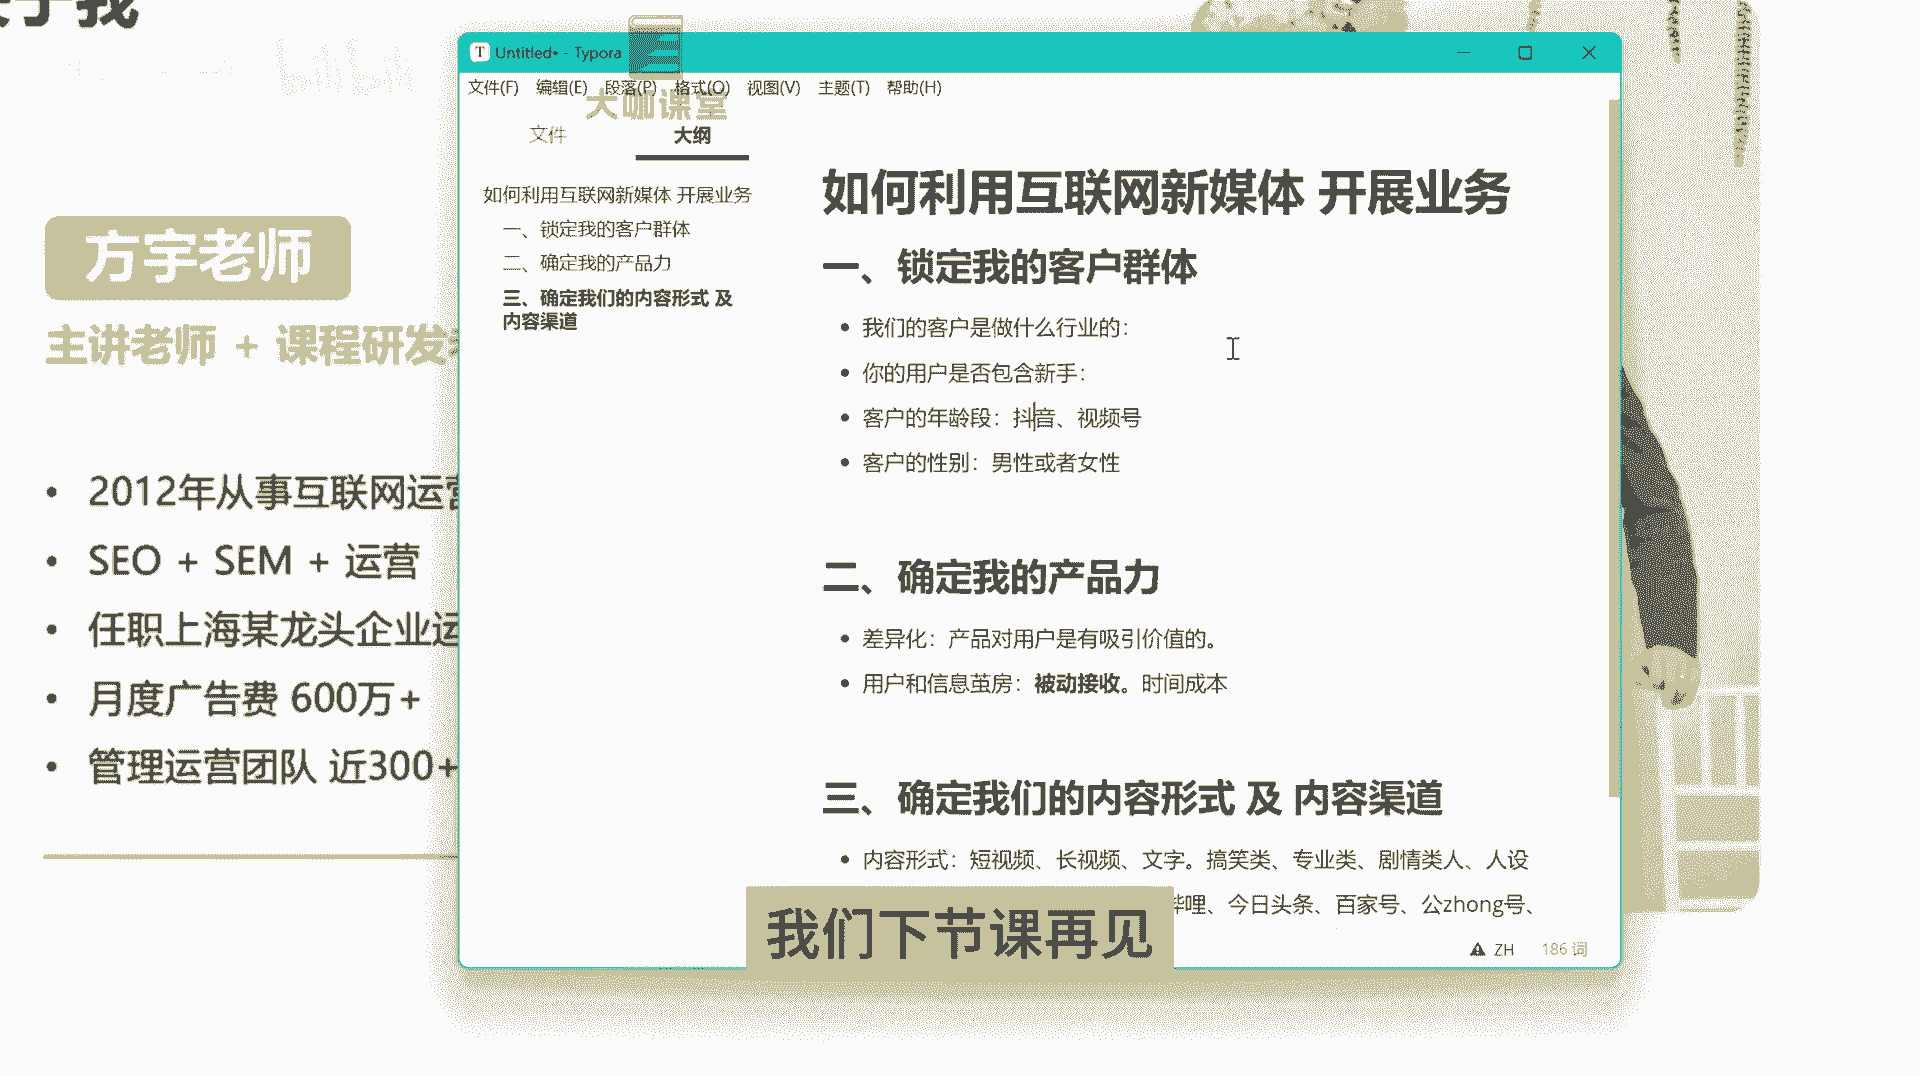 于我
bilibili
方宇老师
主讲老师 + 课程研发
2012年从事互联网运营
SEO + SEM + 运营
任职上海某龙头企业运
月度广告费 600万+
管理运营团队 近300+
Untitled• - Typora
文件(F) 编辑(E) 段落(P) 格式(O) 视图(V) 主题(T) 帮助(H)
大咖课堂
文件 大纲
如何利用互联网新媒体 开展业务
一、锁定我的客户群体
二、确定我的产品力
三、确定我们的内容形式 及
内容渠道
如何利用互联网新媒体 开展业务
一、锁定我的客户群体
我们的客户是做什么行业的：
你的用户是否包含新手：
客户的年龄段：抖音、视频号
客户的性别：男性或者女性
二、确定我的产品力
差异化：产品对用户是有吸引价值的。
用户和信息茧房：被动接收。时间成本
三、确定我们的内容形式 及 内容渠道
内容形式：短视频、长视频、文字。搞笑类、专业类、剧情类人、人设
哔哩、今日头条、百家号、公zhong号、
我们下节课再见
ZH 186 词